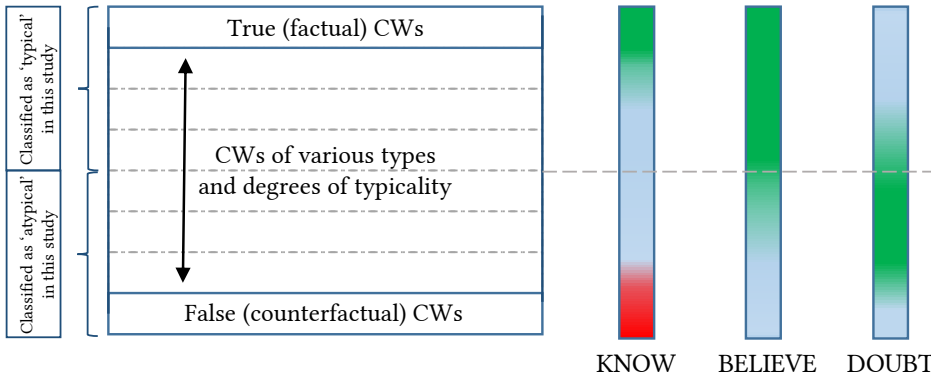 Classified as ‘typical’
in this study
True (factual) CWs
CWs of various types
and degrees of typicality
Classified as ‘atypical’
in this study
False (counterfactual) CWs
KNOW
BELIEVE
DOUBT